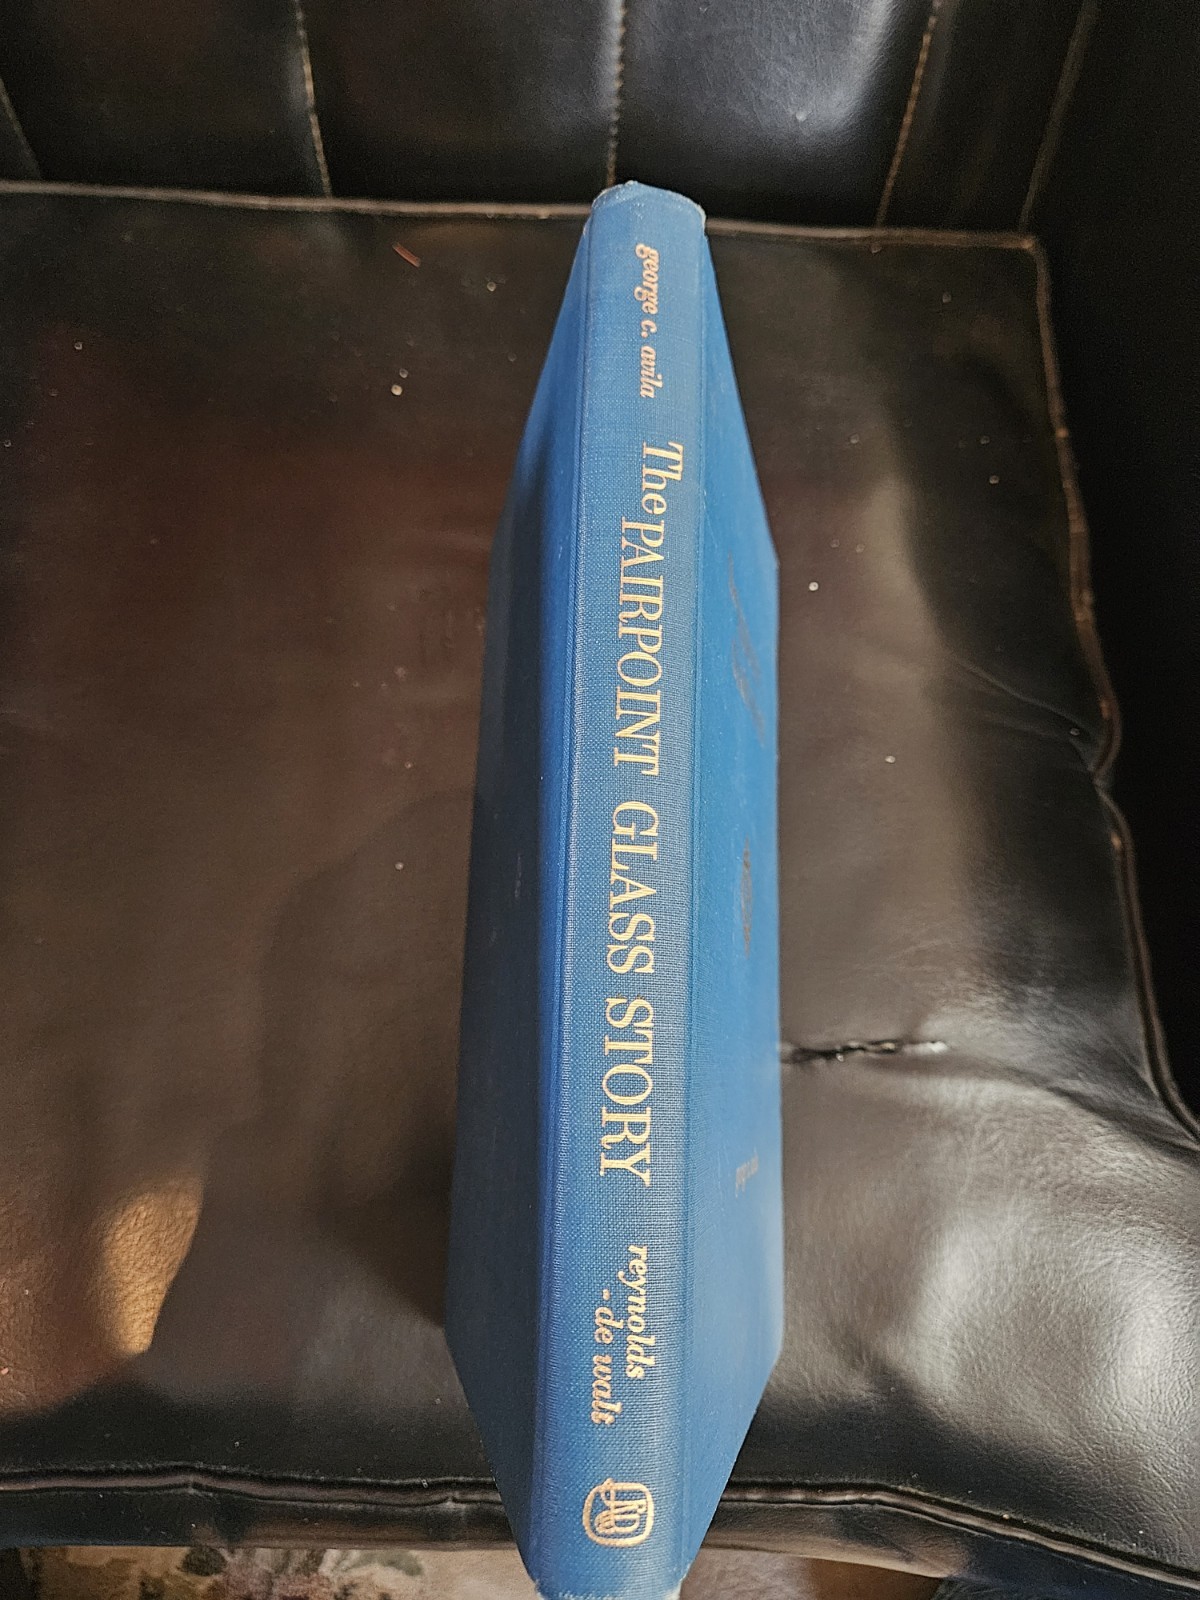 george c. avila
The PAIRPOINT GLASS STORY
reynolds
- de walt